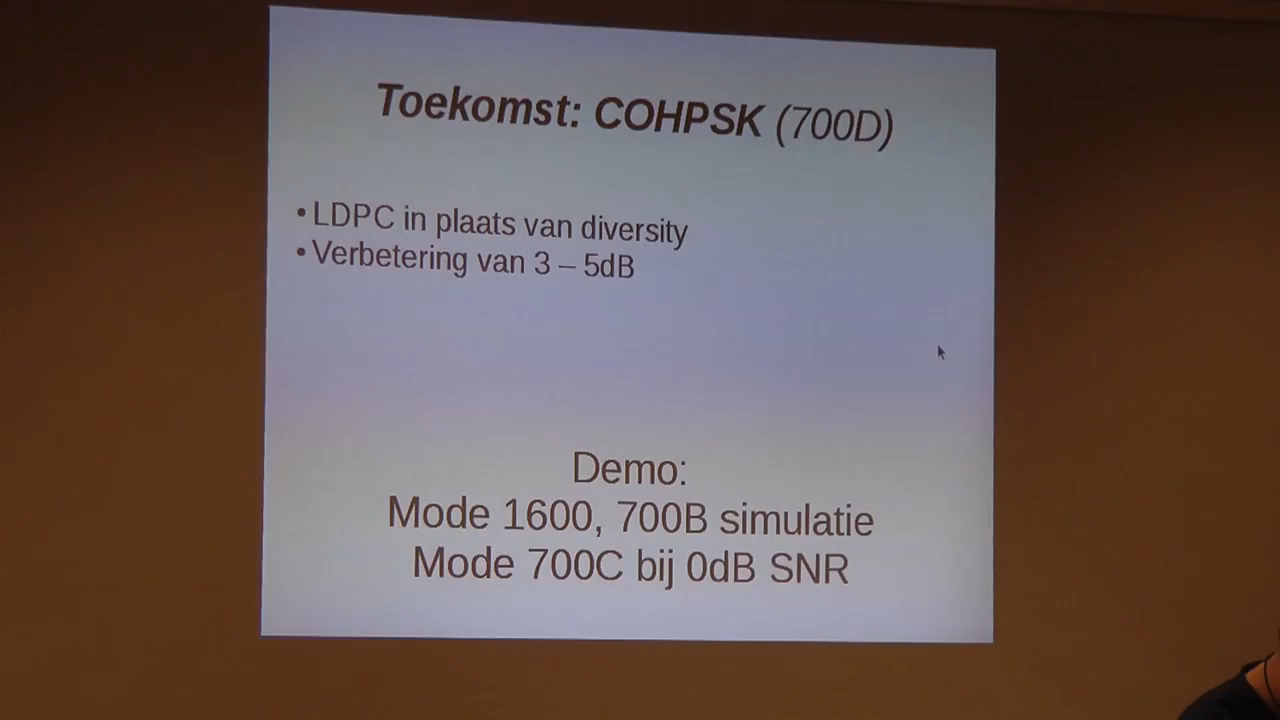 Toekomst: COHPSK (700D)
• LDPC in plaats van diversity
• Verbetering van 3 – 5dB
Demo:
Mode 1600, 700B simulatie
Mode 700C bij 0dB SNR